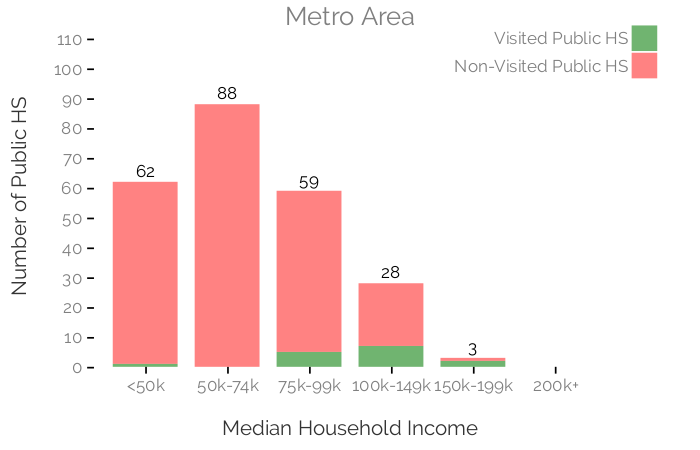 Metro Area
Visited Public HS
Non-Visited Public HS
Number of Public HS
110
100
90
80
70
60
50
40
30
20
10
0
62
88
59
28
3
<50k
50k-74k
75k-99k
100k-149k
150k-199k
200k+
Median Household Income